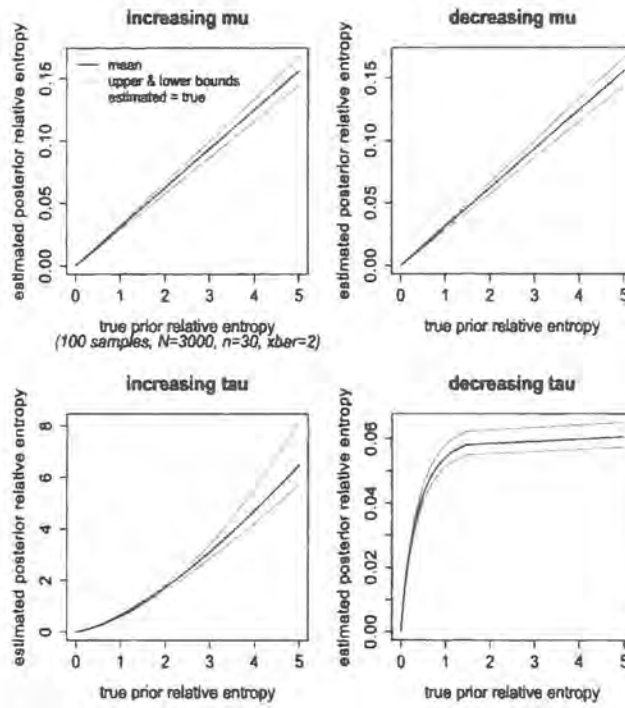 increasing mu
decreasing mu
mean
upper & lower bounds
estimated = true
estimated posterior relative entropy
0.00 0.05 0.10 0.15
0 1 2 3 4 5
true prior relative entropy
estimated posterior relative entropy
0.00 0.05 0.10 0.15
0 1 2 3 4 5
true prior relative entropy
(100 samples, N=3000, n=30, xbar=2)
increasing tau
decreasing tau
estimated posterior relative entropy
0 2 4 6 8
0 1 2 3 4 5
true prior relative entropy
estimated posterior relative entropy
0.00 0.02 0.04 0.06
0 1 2 3 4 5
true prior relative entropy